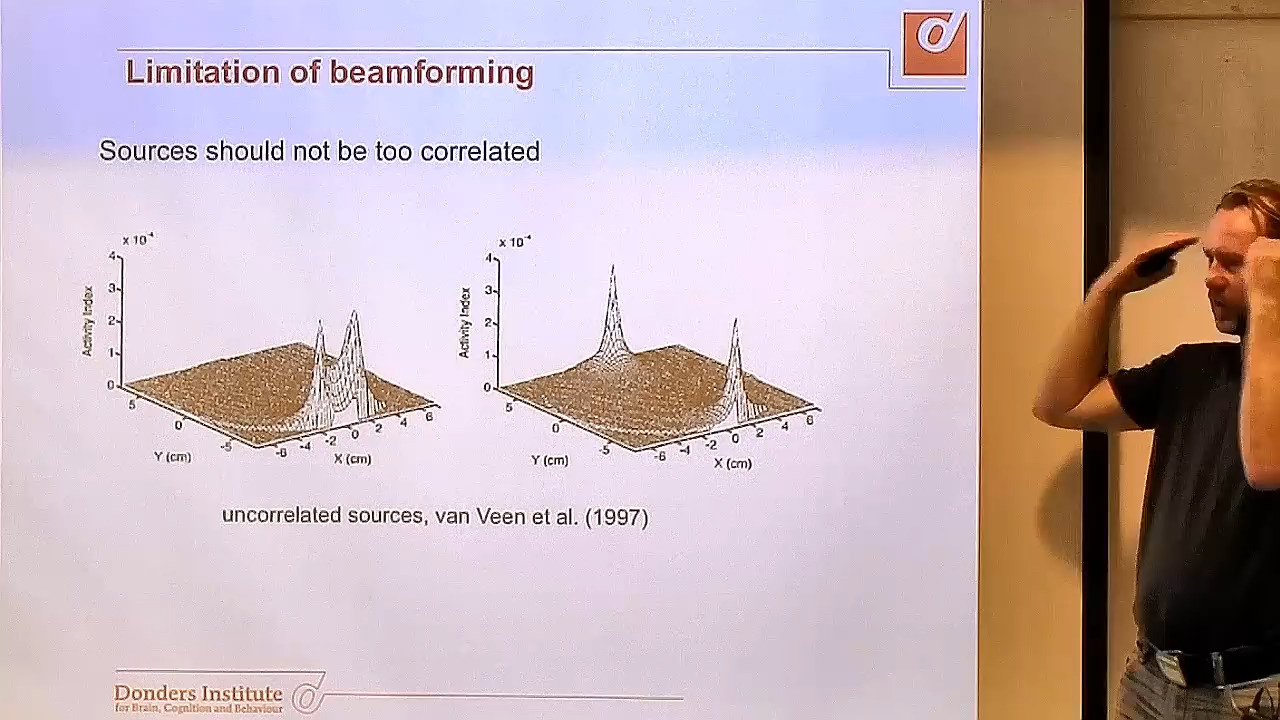 Limitation of beamforming
Sources should not be too correlated
x 10⁻⁴
4
3
2
1
0
Activity Index
5
0
-5
Y (cm)
-6
-4
-2
0
2
4
6
X (cm)
x 10⁻⁴
4
3
2
1
0
Activity Index
5
0
-5
Y (cm)
-6
-4
-2
0
2
4
6
X (cm)
uncorrelated sources, van Veen et al. (1997)
Donders Institute
for Brain, Cognition and Behaviour